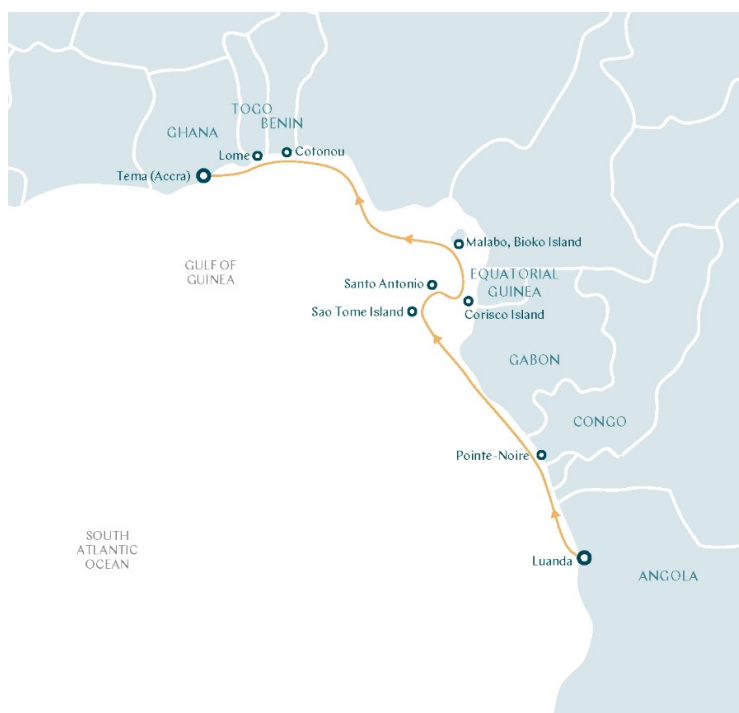 TOGO
BENIN
GHANA
Lome
Cotonou
Tema (Accra)
Malabo, Bioko Island
GULF OF
GUINEA
EQUATORIAL
GUINEA
Santo Antonio
Sao Tome Island
Corisco Island
GABON
CONGO
Pointe-Noire
SOUTH
ATLANTIC
OCEAN
Luanda
ANGOLA